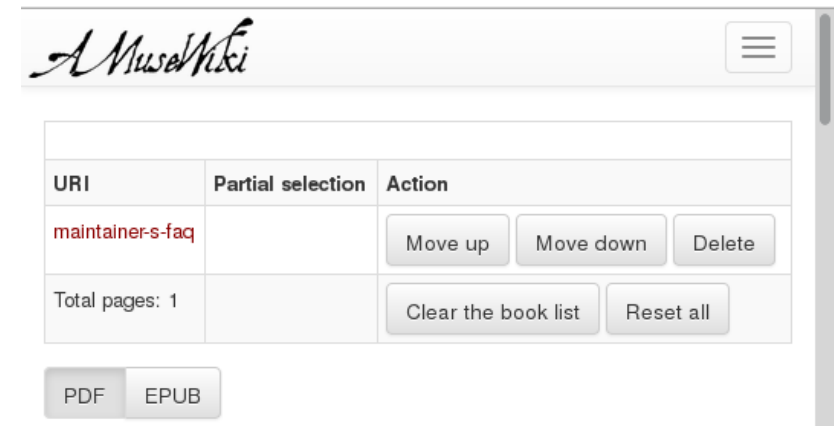 AMuseWiki
URI Partial selection Action
maintainer-s-faq Move up Move down Delete
Total pages: 1 Clear the book list Reset all
PDF EPUB